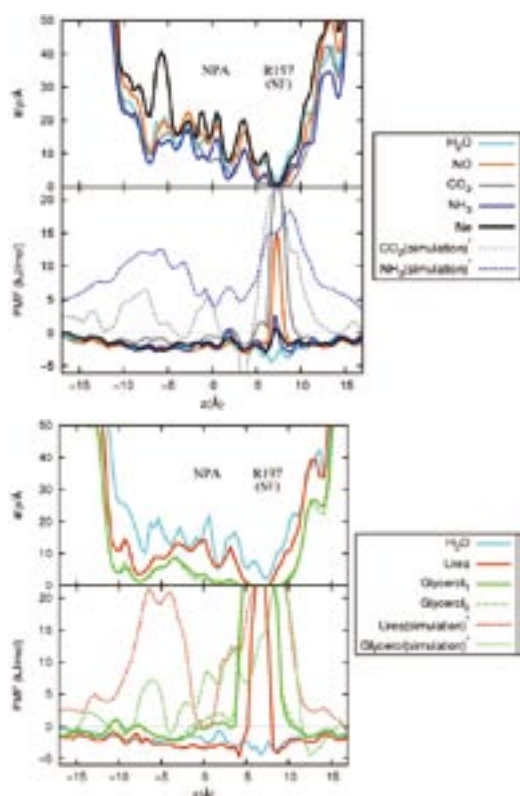 50
40
30
20
10
0
#/ρ/Å
NPA
R197
(SF)
20
15
10
5
0
−5
PMF [kJ/mol]
−15 −10 −5 0 5 10 15
z(Å)
H₂O
NO
CO₂
NH₃
Ne
CO₂(simulation)*
NH₃(simulation)*
50
40
30
20
10
0
#/ρ/Å
NPA
R197
(SF)
20
15
10
5
0
−5
PMF [kJ/mol]
−15 −10 −5 0 5 10 15
z(Å)
H₂O
Urea
Glycerol₁
Urea(simulation)*
Glycerol(simulation)*